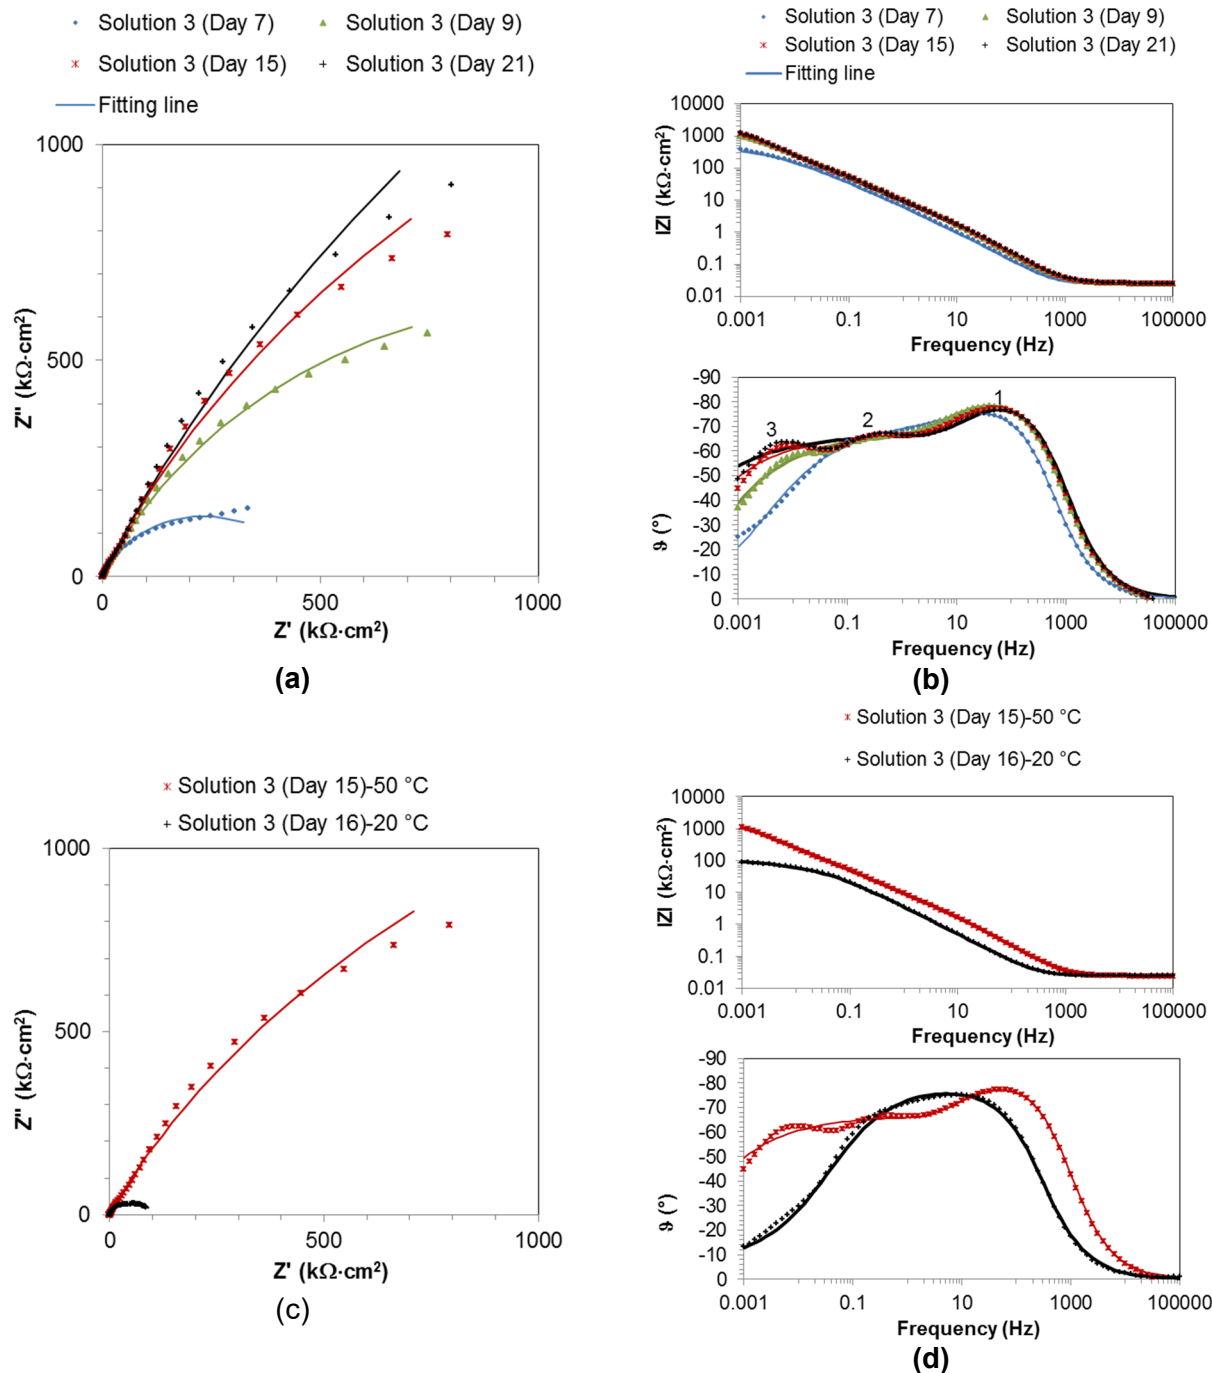 Solution 3 (Day 7)
Solution 3 (Day 9)
Solution 3 (Day 15)
Solution 3 (Day 21)
Fitting line
1000
500
0
Z'' (kΩ·cm²)
0
500
1000
Z' (kΩ·cm²)
(a)
Solution 3 (Day 7)
Solution 3 (Day 9)
Solution 3 (Day 15)
Solution 3 (Day 21)
Fitting line
10000
1000
100
10
1
0.1
0.01
IZI (kΩ·cm²)
0.001
0.1
10
1000
100000
Frequency (Hz)
-90
-80
-70
-60
-50
-40
-30
-20
-10
0
ϑ (°)
3
2
1
0.001
0.1
10
1000
100000
Frequency (Hz)
(b)
Solution 3 (Day 15)-50 °C
Solution 3 (Day 16)-20 °C
1000
500
0
Z'' (kΩ·cm²)
0
500
1000
Z' (kΩ·cm²)
(c)
Solution 3 (Day 15)-50 °C
Solution 3 (Day 16)-20 °C
10000
1000
100
10
1
0.1
0.01
IZI (kΩ·cm²)
0.001
0.1
10
1000
100000
Frequency (Hz)
-90
-80
-70
-60
-50
-40
-30
-20
-10
0
ϑ (°)
0.001
0.1
10
1000
100000
Frequency (Hz)
(d)